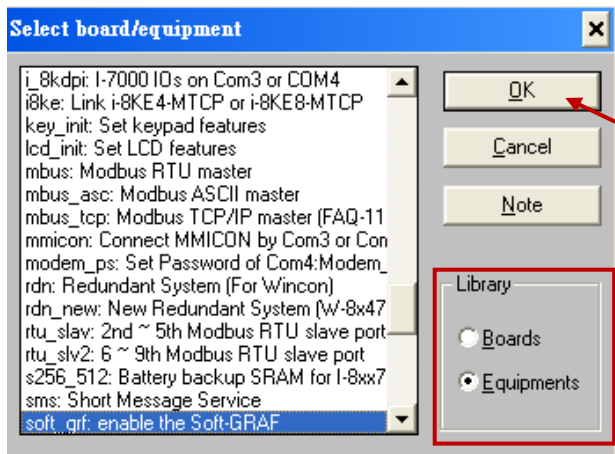 Select board/equipment
i_8kdpi: I-7000 IOs on Com3 or COM4
i8ke: Link i-8KE4-MTCP or i-8KE8-MTCP
key_init: Set keypad features
lcd_init: Set LCD features
mbus: Modbus RTU master
mbus_asc: Modbus ASCII master
mbus_tcp: Modbus TCP/IP master (FAQ-11
mmicon: Connect MMICON by Com3 or Con
modem_ps: Set Password of Com4:Modem_
rdn: Redundant System (For Wincon)
rdn_new: New Redundant System (W-8x47
rtu_slav: 2nd ~ 5th Modbus RTU slave port
rtu_slv2: 6 ~ 9th Modbus RTU slave port
s256_512: Battery backup SRAM for I-8xx7
sms: Short Message Service
soft_grf: enable the Soft-GRAF
OK
Cancel
Note
Library
Boards
Equipments